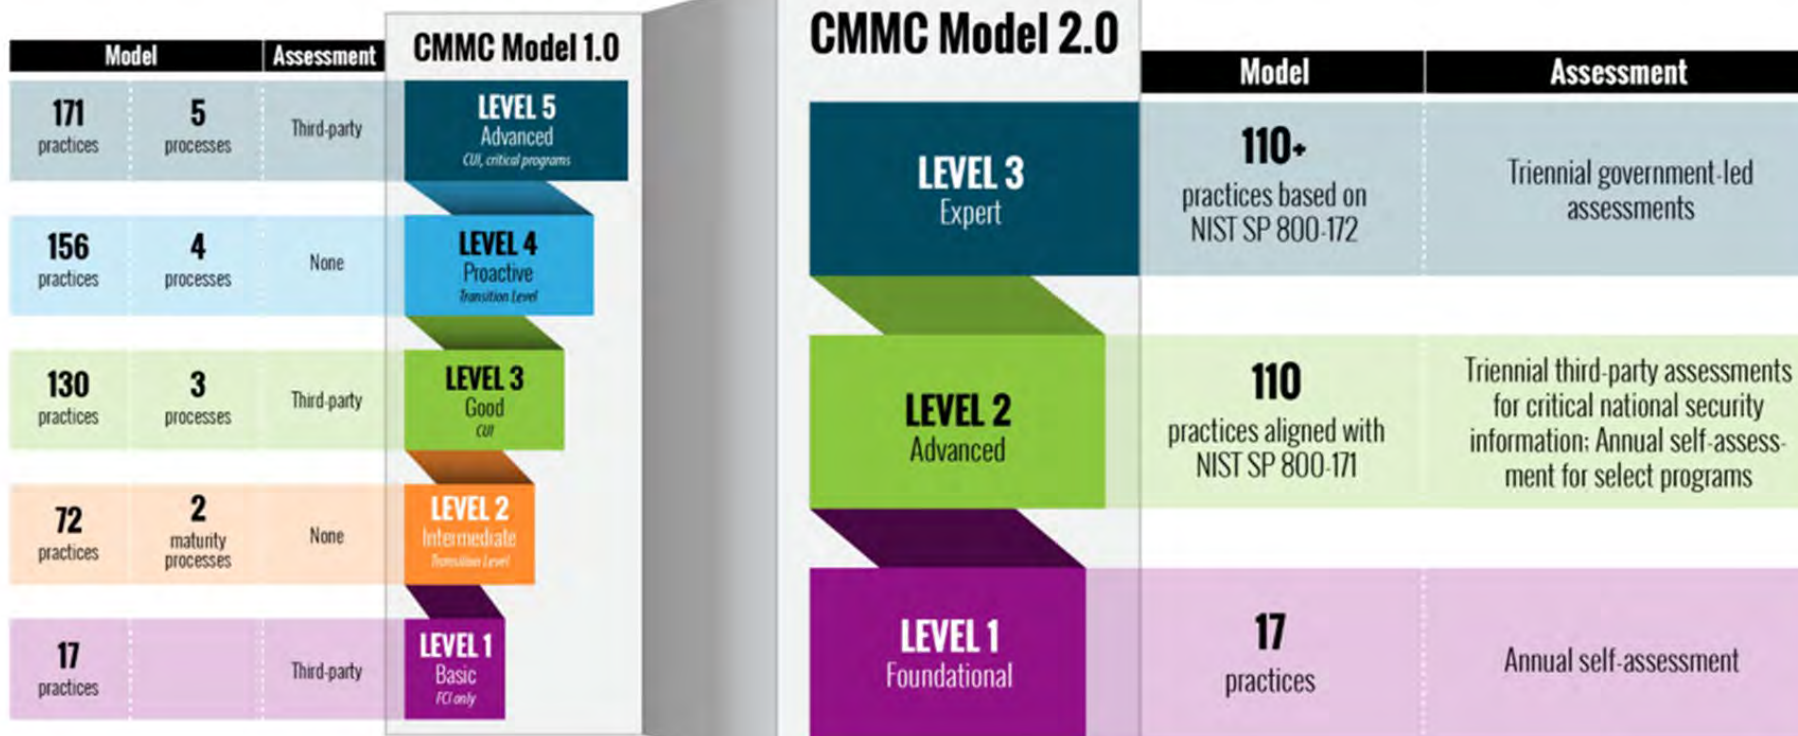 CMMC Model 1.0
Model
Assessment
171
practices
5
processes
Third-party
LEVEL 5
Advanced
CUI, critical programs
156
practices
4
processes
None
LEVEL 4
Proactive
Transition Level
130
practices
3
processes
Third-party
LEVEL 3
Good
CUI
72
practices
2
maturity
processes
None
LEVEL 2
Intermediate
Transition Level
17
practices
Third-party
LEVEL 1
Basic
FCI only
CMMC Model 2.0
Model
Assessment
LEVEL 3
Expert
110+
practices based on
NIST SP 800-172
Triennial government-led
assessments
LEVEL 2
Advanced
110
practices aligned with
NIST SP 800-171
Triennial third-party assessments
for critical national security
information; Annual self-assess-
ment for select programs
LEVEL 1
Foundational
17
practices
Annual self-assessment